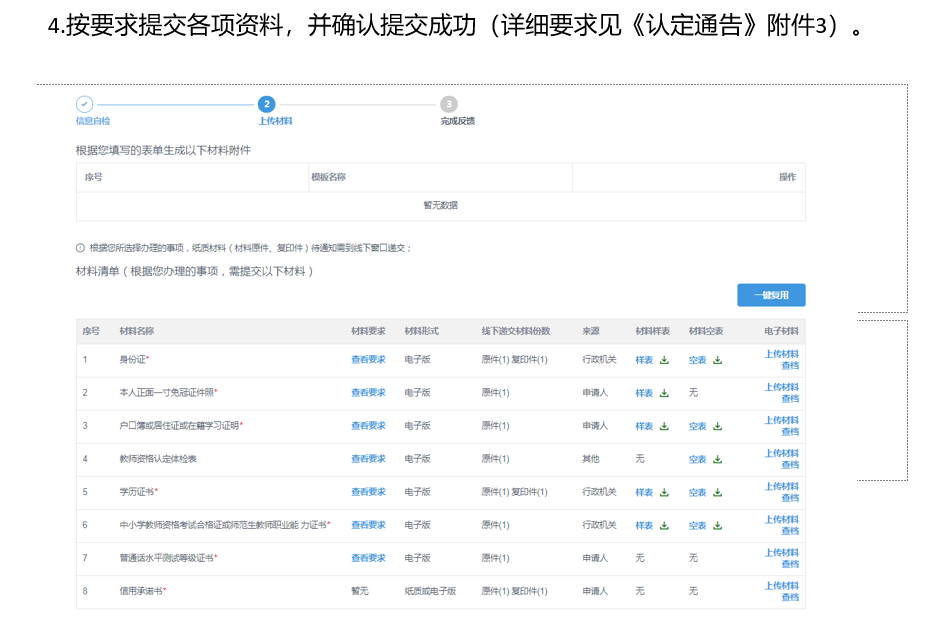 4.按要求提交各项资料，并确认提交成功（详细要求见《认定通告》附件3）。
2 3
信息自检 上传材料 完成反馈
根据您填写的表单生成以下材料附件
序号 模板名称 操作
暂无数据
根据您所选择办理的事项，纸质材料（材料原件、复印件）待通知需到线下窗口递交；
材料清单（根据您办理的事项，需提交以下材料）
一键复用
序号 材料名称 材料要求 材料形式 线下递交材料份数 来源 材料样表 材料空表 电子材料
1 身份证* 查看要求 电子版 原件(1) 复印件(1) 行政机关 样表 空表 上传材料
查档
2 本人正面一寸免冠证件照* 查看要求 电子版 原件(1) 申请人 样表 无 上传材料
查档
3 户口簿或居住证或在籍学习证明* 查看要求 电子版 原件(1) 申请人 样表 空表 上传材料
查档
4 教师资格认定体检表 查看要求 电子版 原件(1) 其他 无 空表 上传材料
查档
5 学历证书* 查看要求 电子版 原件(1) 复印件(1) 行政机关 样表 空表 上传材料
查档
6 中小学教师资格考试合格证或师范生教师职业能 力证书* 查看要求 电子版 原件(1) 行政机关 样表 空表 上传材料
查档
7 普通话水平测试等级证书* 查看要求 电子版 原件(1) 申请人 无 无 上传材料
查档
8 信用承诺书* 暂无 纸质或电子版 原件(1) 复印件(1) 申请人 无 无 上传材料
查档